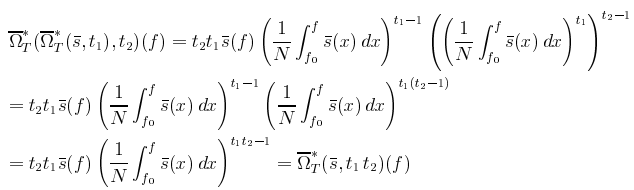 $\overline{\Omega}_T^*(\overline{\Omega}_T^*(\bar{s}, t_1), t_2)(f) = t_2 t_1 \bar{s}(f) \left( \frac{1}{N} \int_{f_0}^{f} \bar{s}(x)\, dx \right)^{t_1-1} \left( \left( \frac{1}{N} \int_{f_0}^{f} \bar{s}(x)\, dx \right)^{t_1} \right)^{t_2-1}$
$= t_2 t_1 \bar{s}(f) \left( \frac{1}{N} \int_{f_0}^{f} \bar{s}(x)\, dx \right)^{t_1-1} \left( \frac{1}{N} \int_{f_0}^{f} \bar{s}(x)\, dx \right)^{t_1(t_2-1)}$
$= t_2 t_1 \bar{s}(f) \left( \frac{1}{N} \int_{f_0}^{f} \bar{s}(x)\, dx \right)^{t_1 t_2-1} = \overline{\Omega}_T^*(\bar{s}, t_1\, t_2)(f)$